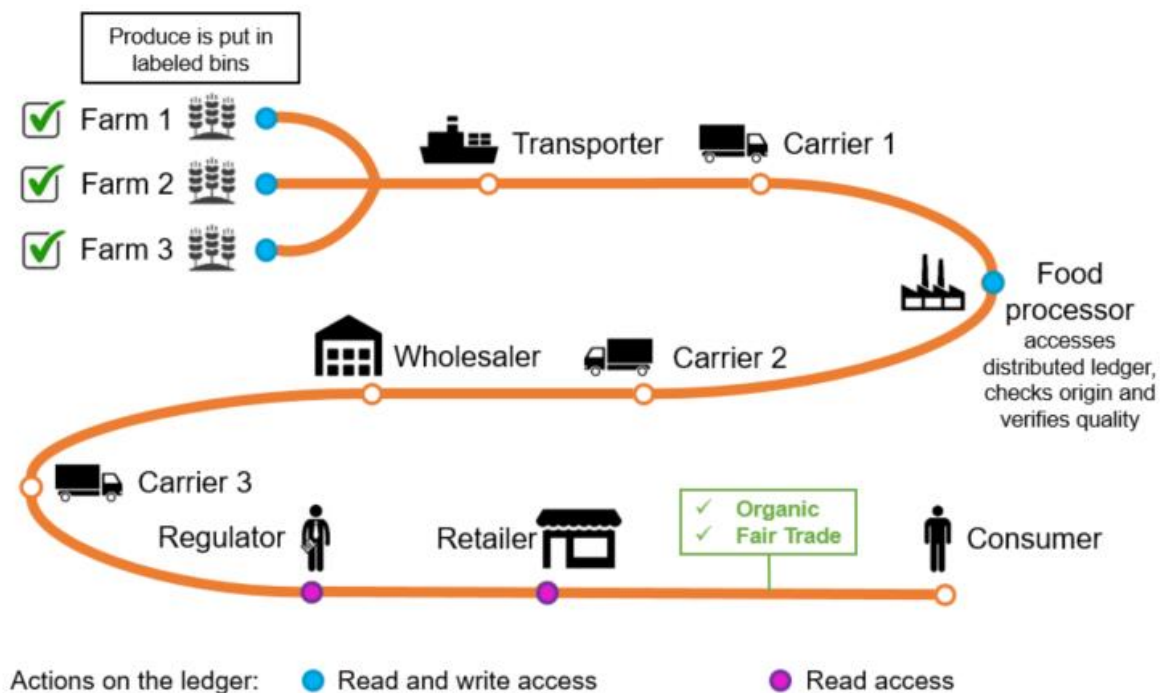 Produce is put in
labeled bins
Farm 1
Farm 2
Farm 3
Transporter
Carrier 1
Food
processor
accesses
distributed ledger,
checks origin and
verifies quality
Wholesaler
Carrier 2
Carrier 3
Regulator
Retailer
✓ Organic
✓ Fair Trade
Consumer
Actions on the ledger: Read and write access Read access